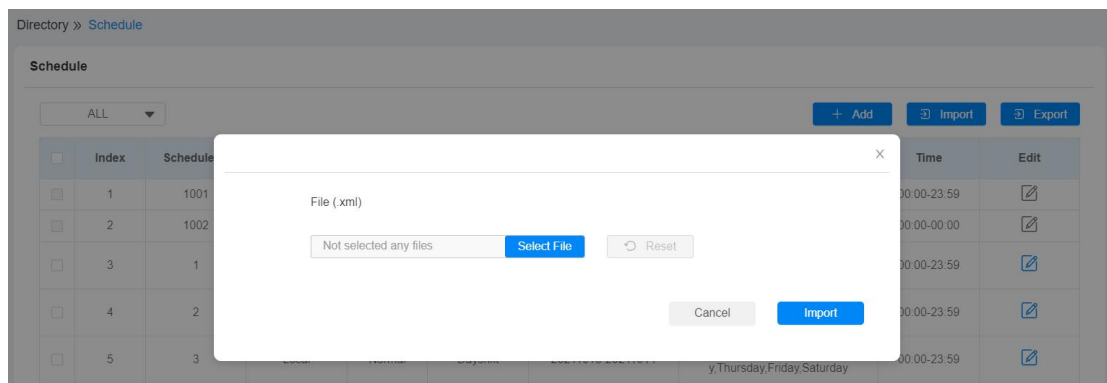 Directory » Schedule
Schedule
ALL
+ Add
Import
Export
Index
Schedule
Time
Edit
1
1001
00:00-23:59
2
1002
00:00-00:00
3
1
00:00-23:59
4
2
00:00-23:59
5
3
y,Thursday,Friday,Saturday
00:00-23:59
X
File (.xml)
Not selected any files
Select File
Reset
Cancel
Import